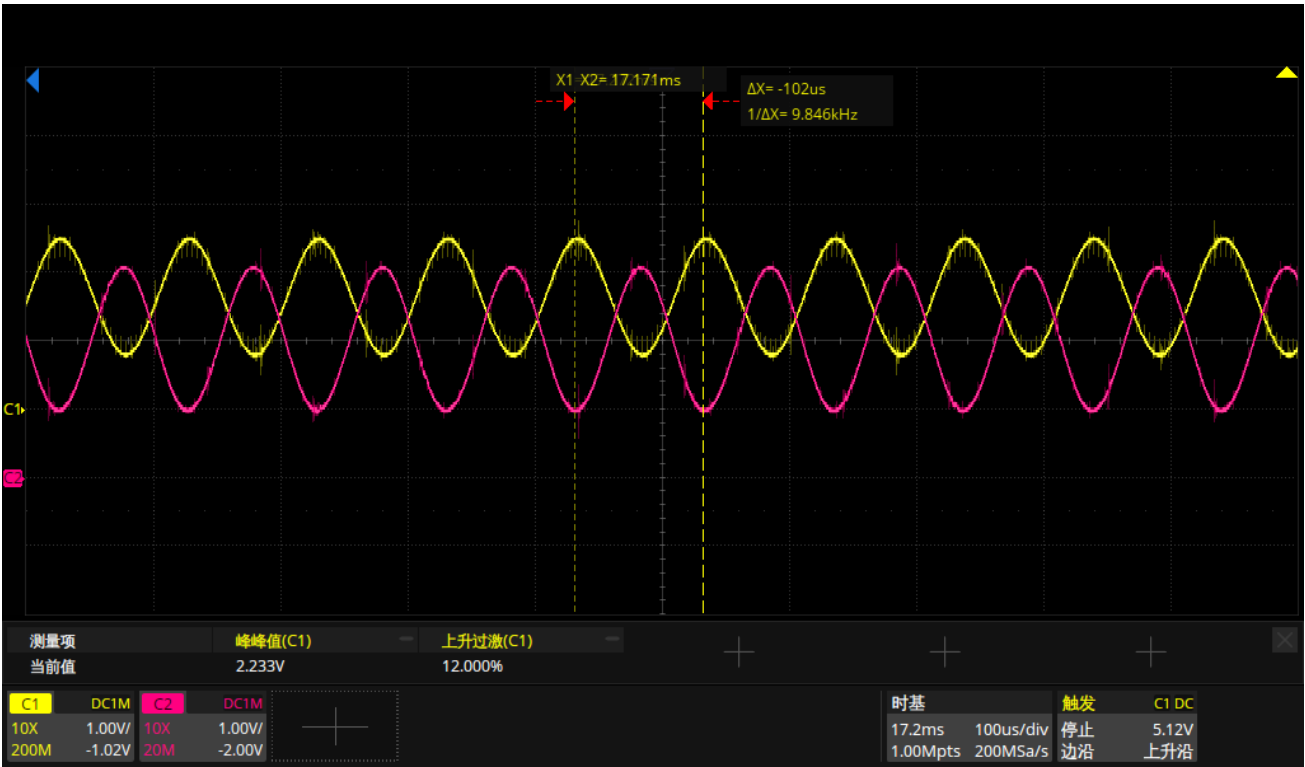 X1 X2= 17.171ms
ΔX= -102us
1/ΔX= 9.846kHz
C1
C2
测量项 峰峰值(C1) 上升过激(C1)
当前值 2.233V 12.000%
C1 DC1M C2 DC1M 时基 触发 C1 DC
10X 1.00V/ 10X 1.00V/ 17.2ms 100us/div 停止 5.12V
200M -1.02V 20M -2.00V 1.00Mpts 200MSa/s 边沿 上升沿